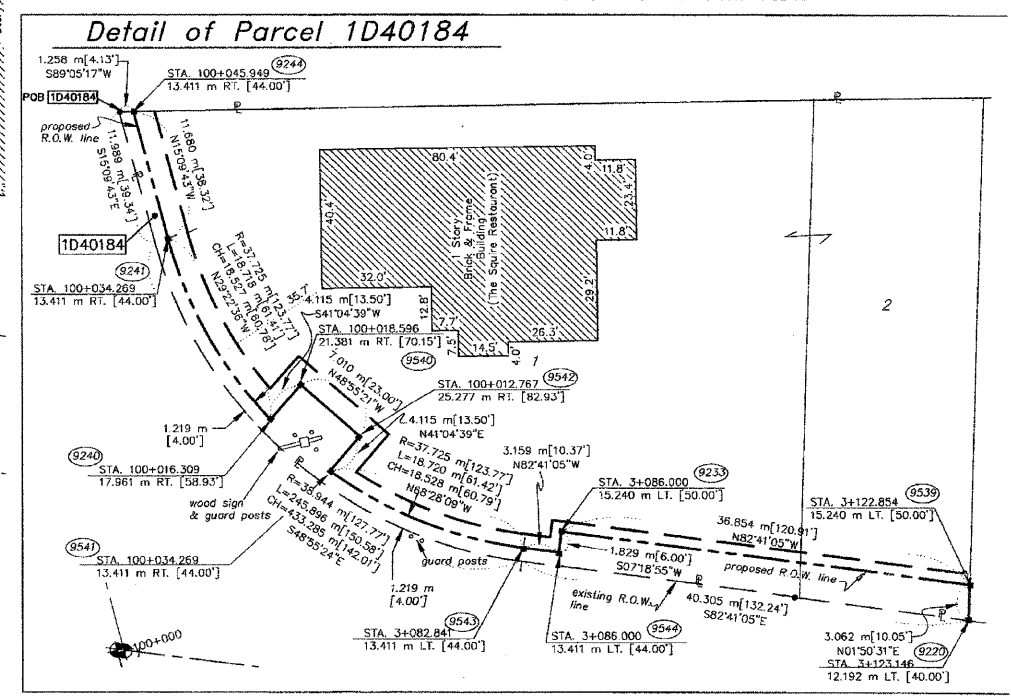 Detail of Parcel 1D40184
1.258 m[4.13']
S89°05'17"W
STA. 100+045.949
13.411 m RT. [44.00']
9244
POB 1D40184
proposed
R.O.W. line
11.989 m[39.34']
S15°09'43"E
11.680 m[38.32']
N15°09'43"W
1D40184
9241
STA. 100+034.269
13.411 m RT. [44.00']
R=37.725 m[123.77']
L=18.718 m[61.41']
CH=18.527 m[60.78']
N29°22'36"W
80.4'
4.0'
11.8'
23.4'
11.8'
40.4'
1 Story
Brick & Frame
Building
(The Squire Restaurant)
32.0'
12.8'
7.7'
7.5'
14.5'
4.0'
26.3'
29.2'
35.7'
1
2
4.115 m[13.50']
S41°04'39"W
STA. 100+018.596
21.381 m RT. [70.15']
9540
7.010 m[23.00']
N48°55'21"W
STA. 100+012.767
25.277 m RT. [82.93']
9542
4.115 m[13.50']
N41°04'39"E
1.219 m
[4.00']
9240
STA. 100+016.309
17.961 m RT. [58.93']
wood sign
& guard posts
R=37.725 m[123.77']
L=18.720 m[61.42']
CH=18.528 m[60.79']
N68°28'09"W
3.159 m[10.37']
N82°41'05"W
STA. 3+086.000
15.240 m LT. [50.00']
9233
STA. 3+122.854
15.240 m LT. [50.00']
9539
R=38.944 m[127.77']
L=245.896 m[150.58']
CH=433.285 m[142.01']
S48°55'24"E
9541
STA. 100+034.269
13.411 m RT. [44.00']
1.219 m
[4.00']
guard posts
36.854 m[120.91']
N82°41'05"W
1.829 m[6.00']
S07°18'55"W
proposed R.O.W. line
existing R.O.W.
line
40.305 m[132.24']
S82°41'05"E
100+000
9543
STA. 3+082.841
13.411 m LT. [44.00']
STA. 3+086.000
13.411 m LT. [44.00']
9544
3.062 m[10.05']
N01°50'31"E
9220
STA. 3+123.146
12.192 m LT. [40.00']